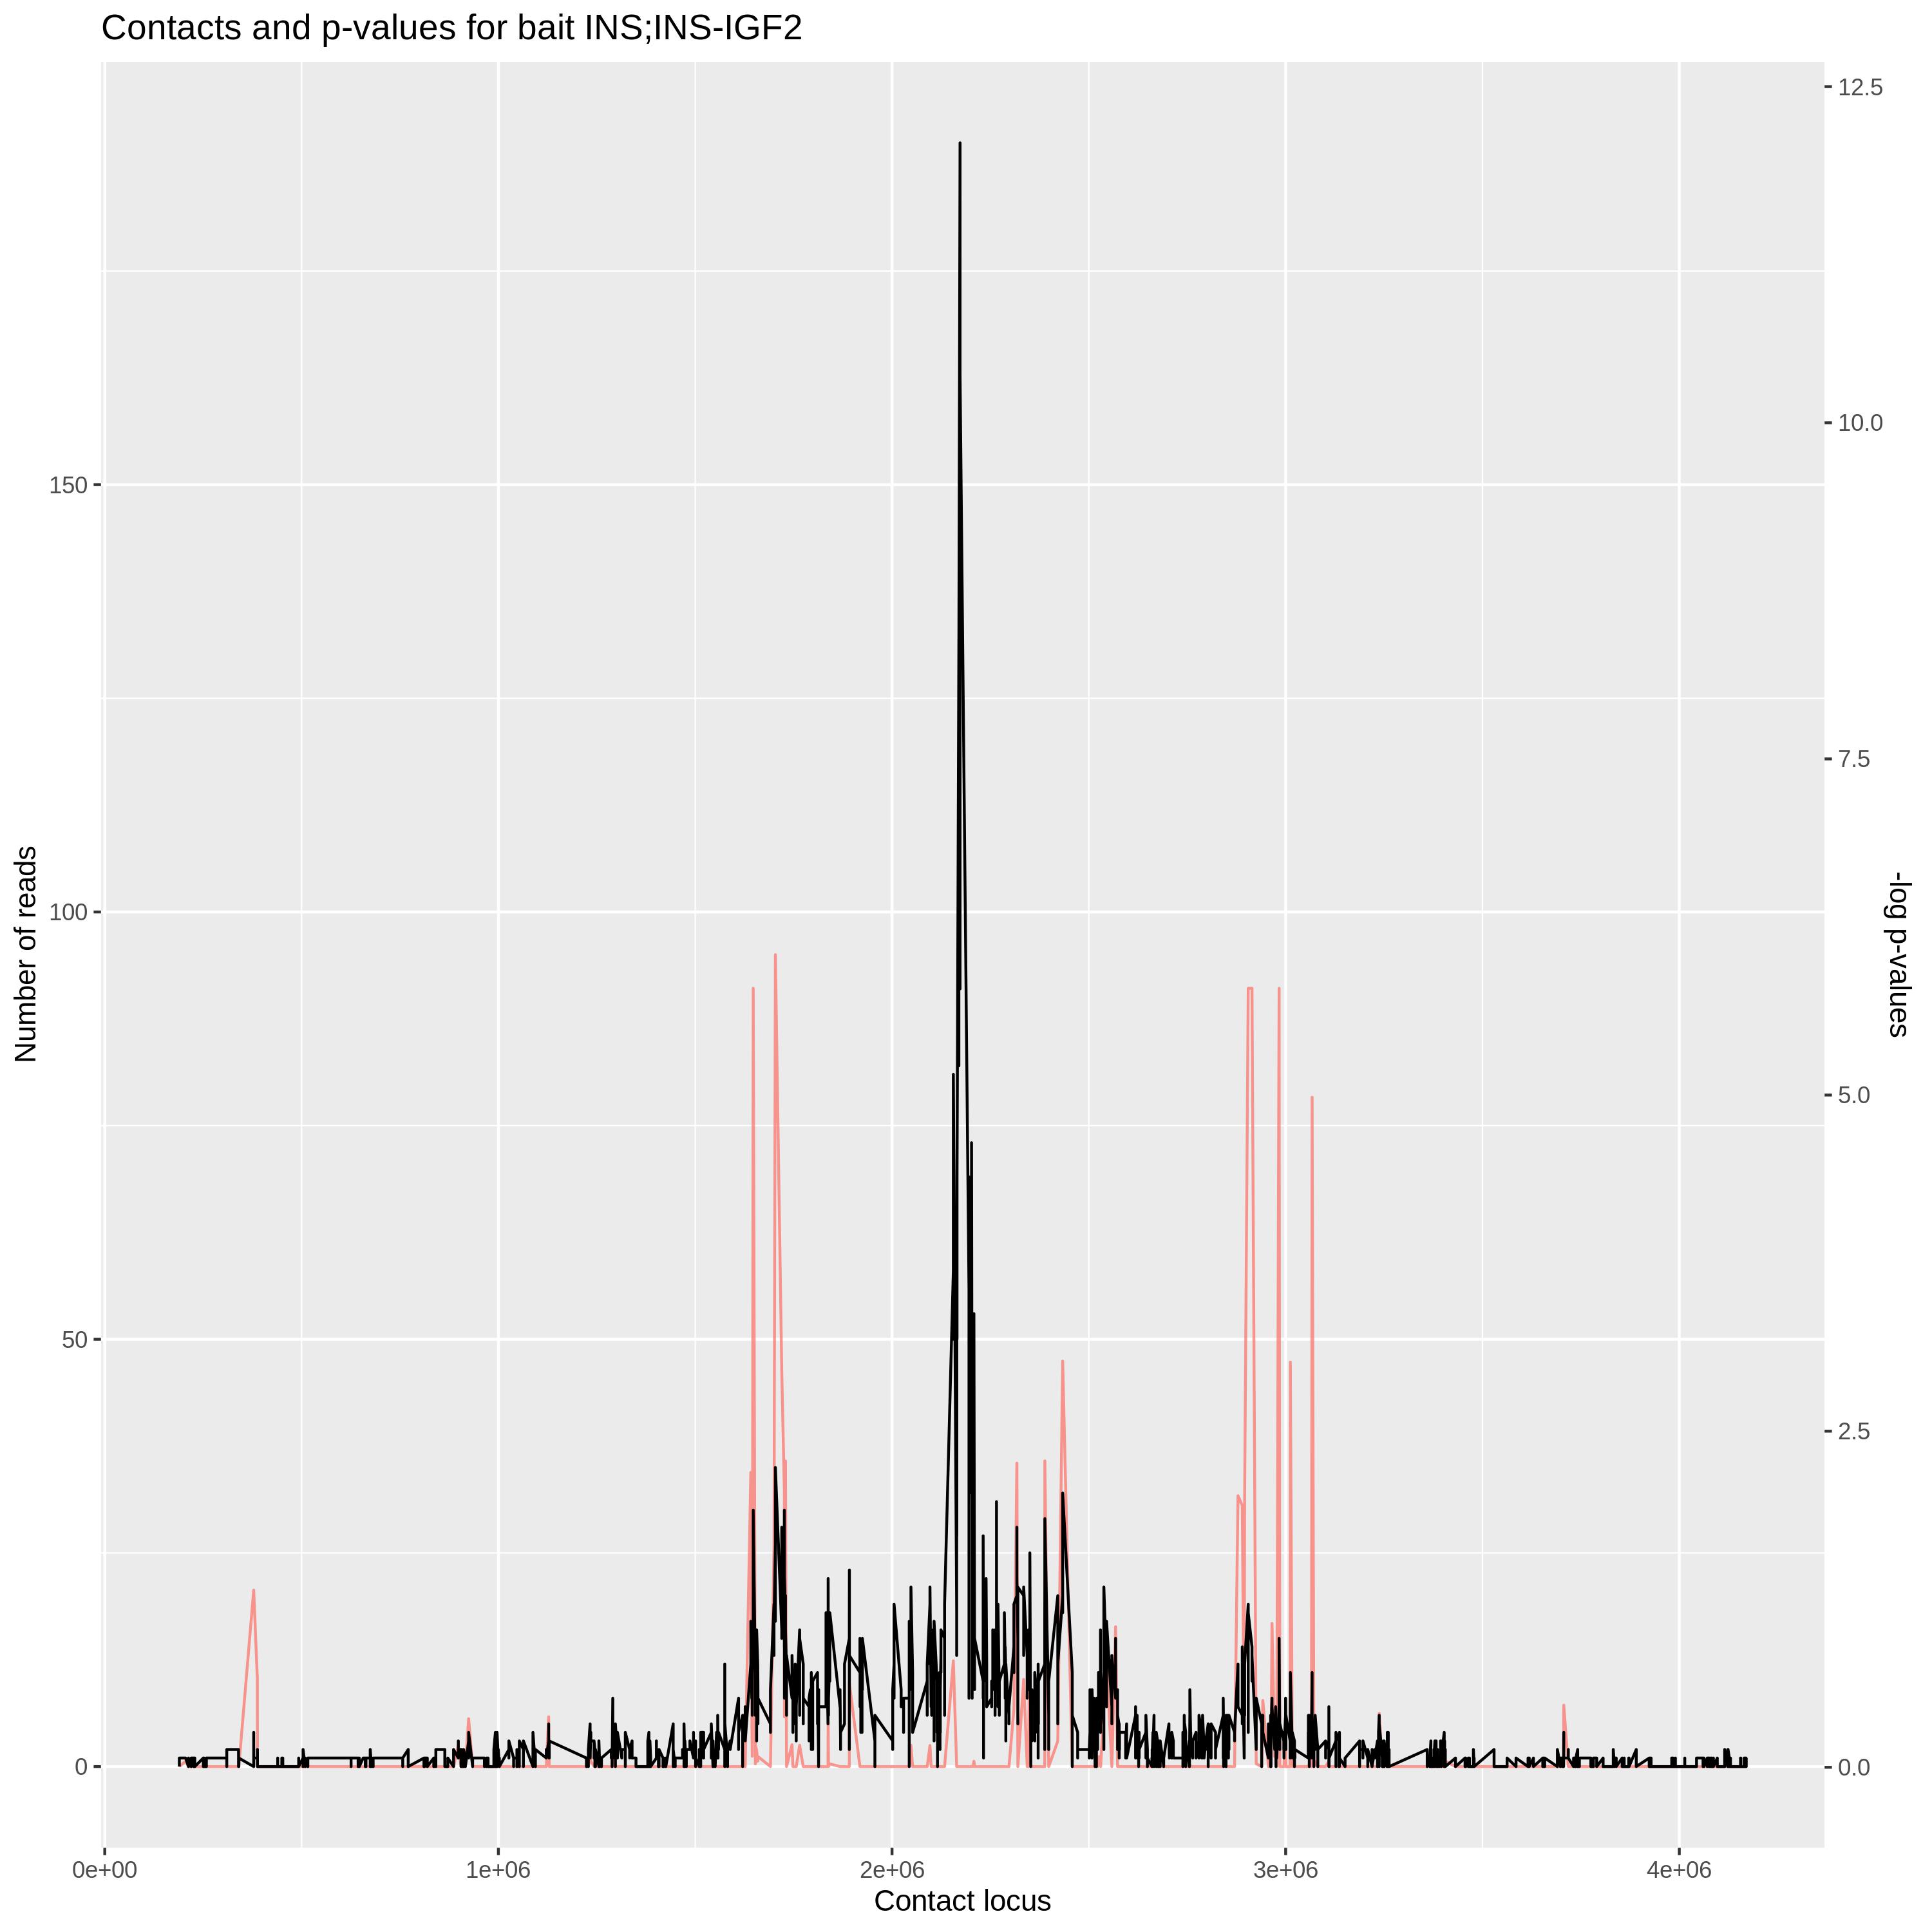 Contacts and p-values for bait INS;INS-IGF2
Number of reads
150
100
50
0
12.5
10.0
7.5
5.0
2.5
0.0
-log p-values
0e+00 1e+06 2e+06 3e+06 4e+06
Contact locus